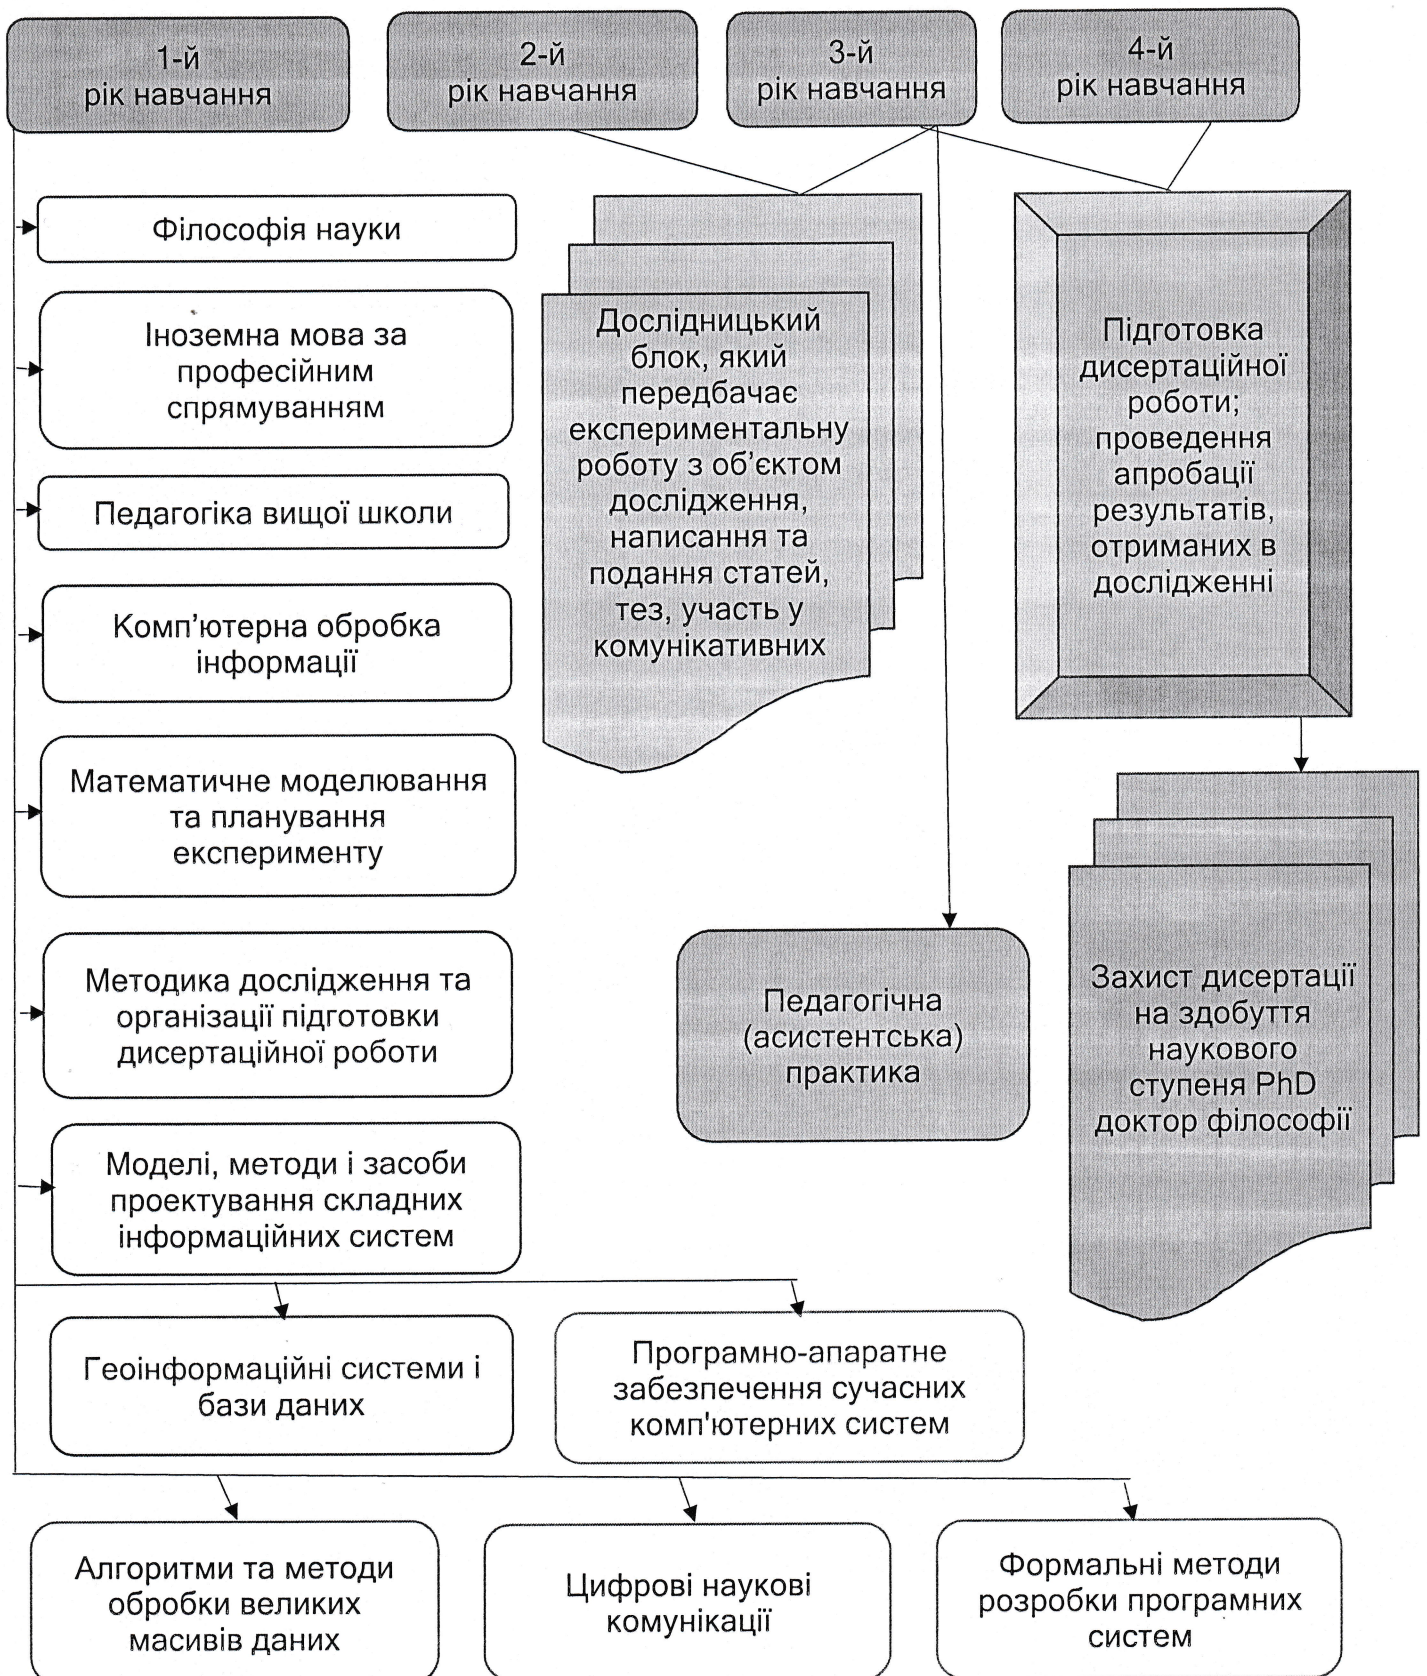 1-й
рік навчання
2-й
рік навчання
3-й
рік навчання
4-й
рік навчання
Філософія науки
Іноземна мова за
професійним
спрямуванням
Педагогіка вищої школи
Комп'ютерна обробка
інформації
Математичне моделювання
та планування
експерименту
Методика дослідження та
організації підготовки
дисертаційної роботи
Моделі, методи і засоби
проектування складних
інформаційних систем
Дослідницький
блок, який
передбачає
експериментальну
роботу з об’єктом
дослідження,
написання та
подання статей,
тез, участь у
комунікативних
Підготовка
дисертаційної
роботи;
проведення
апробації
результатів,
отриманих в
дослідженні
Педагогічна
(асистентська)
практика
Захист дисертації
на здобуття
наукового
ступеня PhD
доктор філософії
Геоінформаційні системи і
бази даних
Програмно-апаратне
забезпечення сучасних
комп'ютерних систем
Алгоритми та методи
обробки великих
масивів даних
Цифрові наукові
комунікації
Формальні методи
розробки програмних
систем